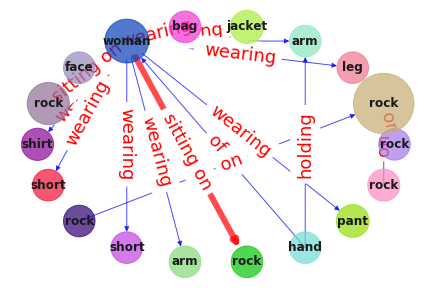 bag
jacket
woman
wearing
arm
wearing
face
leg
sitting on
rock
rock
wearing
wearing
on
shirt
rock
wearing
wearing
sitting on
of
holding
on
short
rock
rock
pant
short
arm
rock
hand